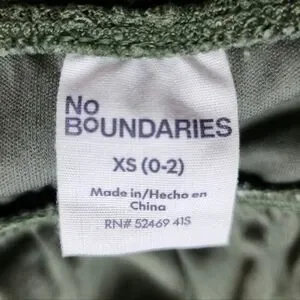 No
BOUNDARIES
XS (0-2)
Made in/Hecho en
China
RN# 52469 41S